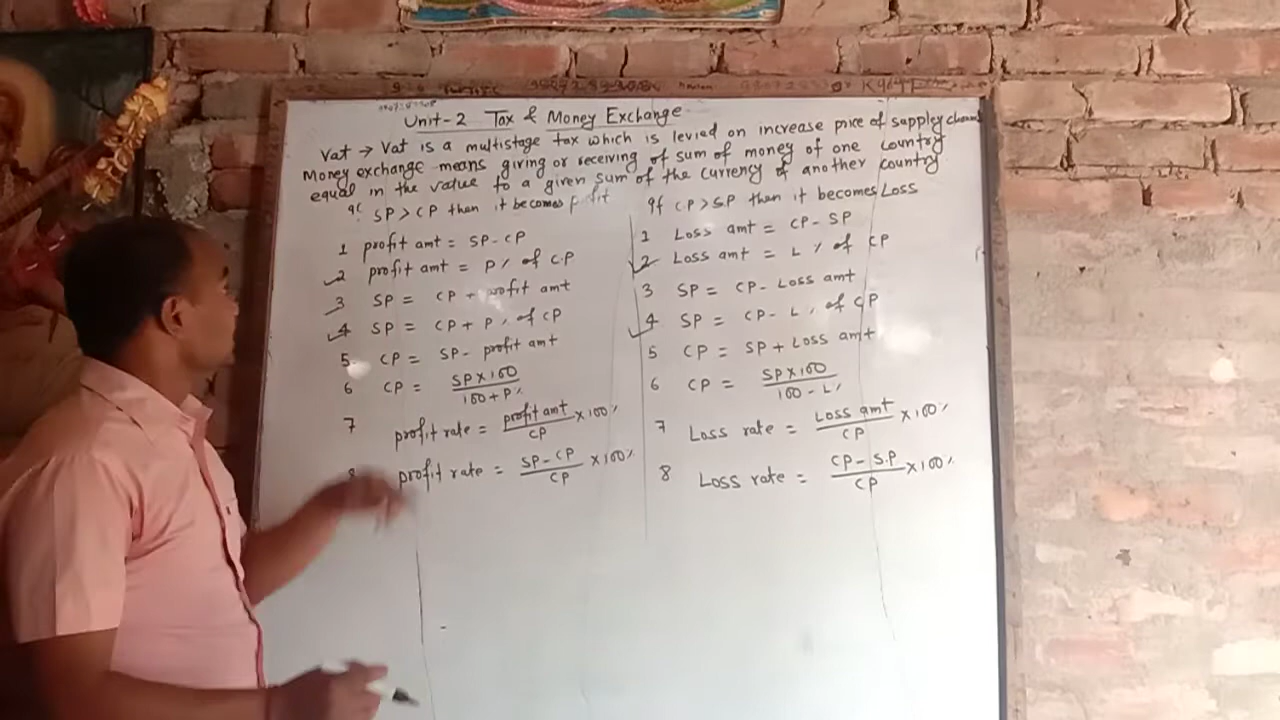 Unit-2 Tax & Money Exchange
Vat → Vat is a multistage tax which is levied on increase price of suppley chain
Money exchange means giving or receiving of sum of money of one country
equal in the value to a given sum of the currency of another country
If SP > CP then it becomes profit
1 profit amt = SP - CP
2 profit amt = P% of C.P
3 SP = CP + profit amt
4 SP = CP + P% of CP
5. CP = SP - profit amt
6 CP = SP×100 / 100+P%
7 profit rate = profit amt / CP ×100%
8 profit rate = SP-CP / CP ×100%
If CP > SP then it becomes Loss
1 Loss amt = CP - SP
2 Loss amt = L% of CP
3 SP = CP - Loss amt
4 SP = CP - L% of CP
5 CP = SP + Loss amt
6 CP = SP×100 / 100 - L%
7 Loss rate = Loss amt / CP ×100%
8 Loss rate = CP - S.P / CP ×100%